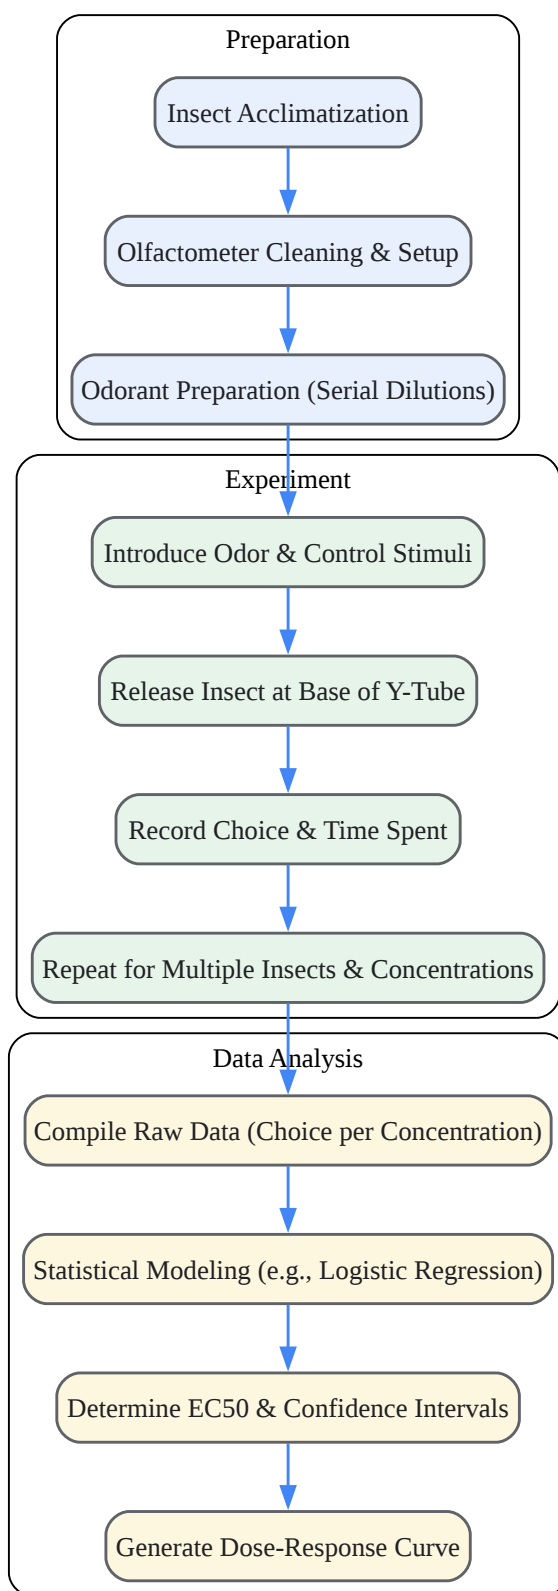 Preparation
Insect Acclimatization
Olfactometer Cleaning & Setup
Odorant Preparation (Serial Dilutions)
Experiment
Introduce Odor & Control Stimuli
Release Insect at Base of Y-Tube
Record Choice & Time Spent
Repeat for Multiple Insects & Concentrations
Data Analysis
Compile Raw Data (Choice per Concentration)
Statistical Modeling (e.g., Logistic Regression)
Determine EC50 & Confidence Intervals
Generate Dose-Response Curve